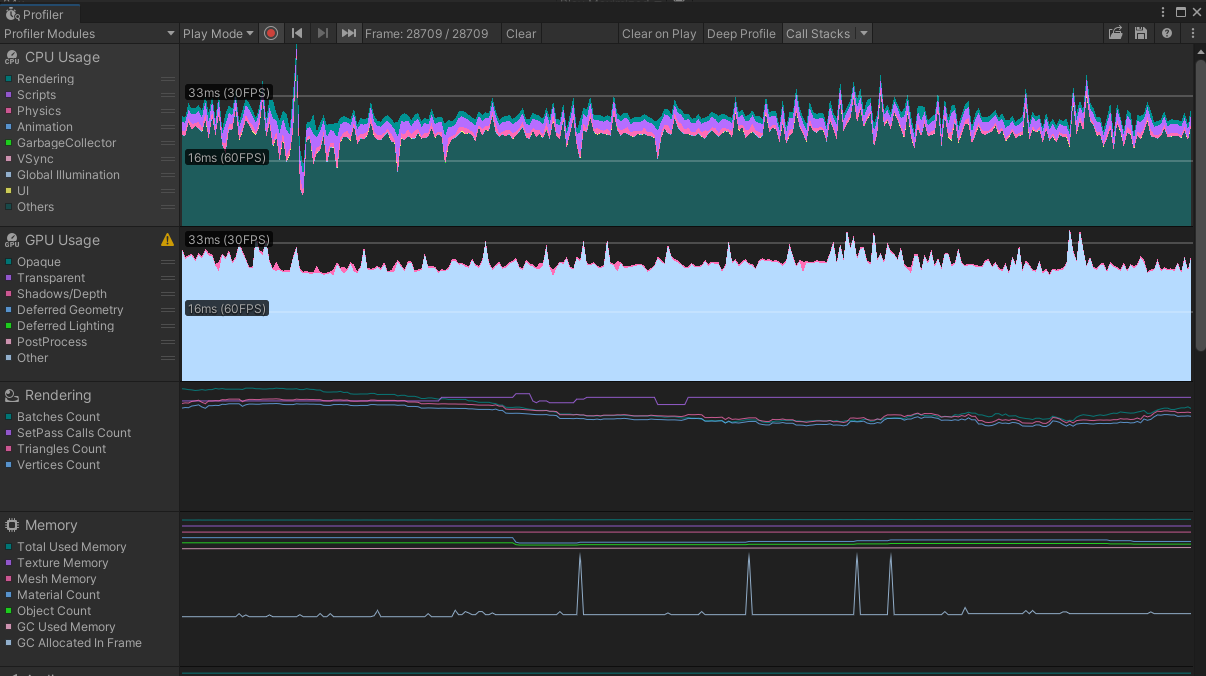 Profiler
Profiler Modules
Play Mode
Frame: 28709 / 28709
Clear
Clear on Play
Deep Profile
Call Stacks
CPU Usage
CPU
Rendering
Scripts
Physics
Animation
GarbageCollector
VSync
Global Illumination
UI
Others
33ms (30FPS)
16ms (60FPS)
GPU Usage
GPU
Opaque
Transparent
Shadows/Depth
Deferred Geometry
Deferred Lighting
PostProcess
Other
33ms (30FPS)
16ms (60FPS)
Rendering
Batches Count
SetPass Calls Count
Triangles Count
Vertices Count
Memory
Total Used Memory
Texture Memory
Mesh Memory
Material Count
Object Count
GC Used Memory
GC Allocated In Frame